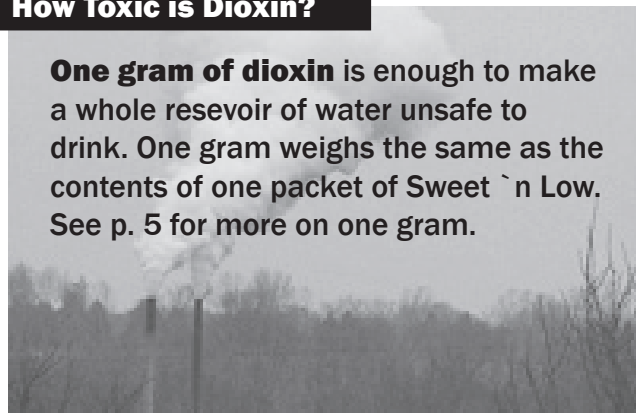 How Toxic is Dioxin?
One gram of dioxin is enough to make
a whole resevoir of water unsafe to
drink. One gram weighs the same as the
contents of one packet of Sweet `n Low.
See p. 5 for more on one gram.